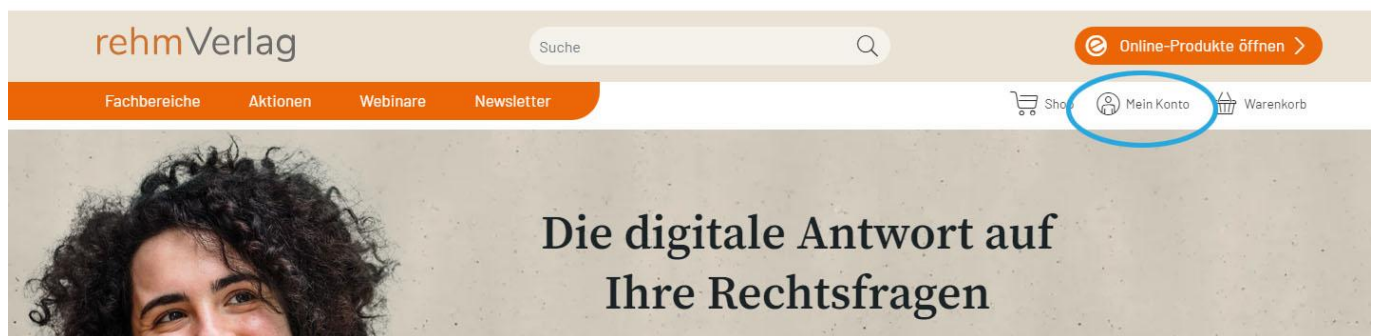 rehmVerlag
Suche
Online-Produkte öffnen
Fachbereiche Aktionen Webinare Newsletter
Shop Mein Konto Warenkorb
Die digitale Antwort auf
Ihre Rechtsfragen